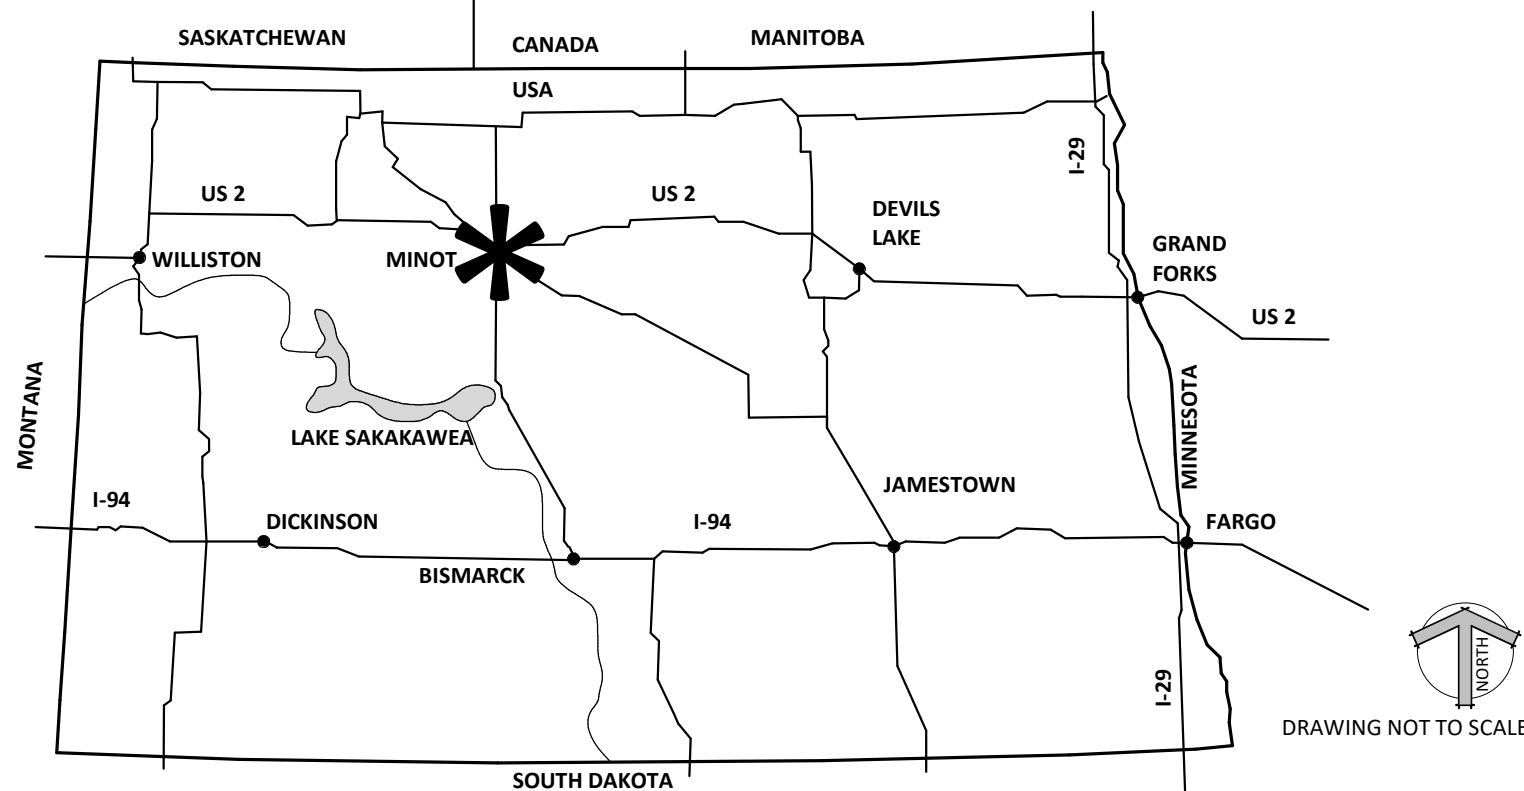 SASKATCHEWAN
CANADA
MANITOBA
USA
I-29
US 2
US 2
DEVILS
LAKE
GRAND
FORKS
WILLISTON
MINOT
US 2
MONTANA
MINNESOTA
LAKE SAKAKAWEA
JAMESTOWN
I-94
DICKINSON
I-94
FARGO
BISMARCK
NORTH
I-29
DRAWING NOT TO SCALE
SOUTH DAKOTA